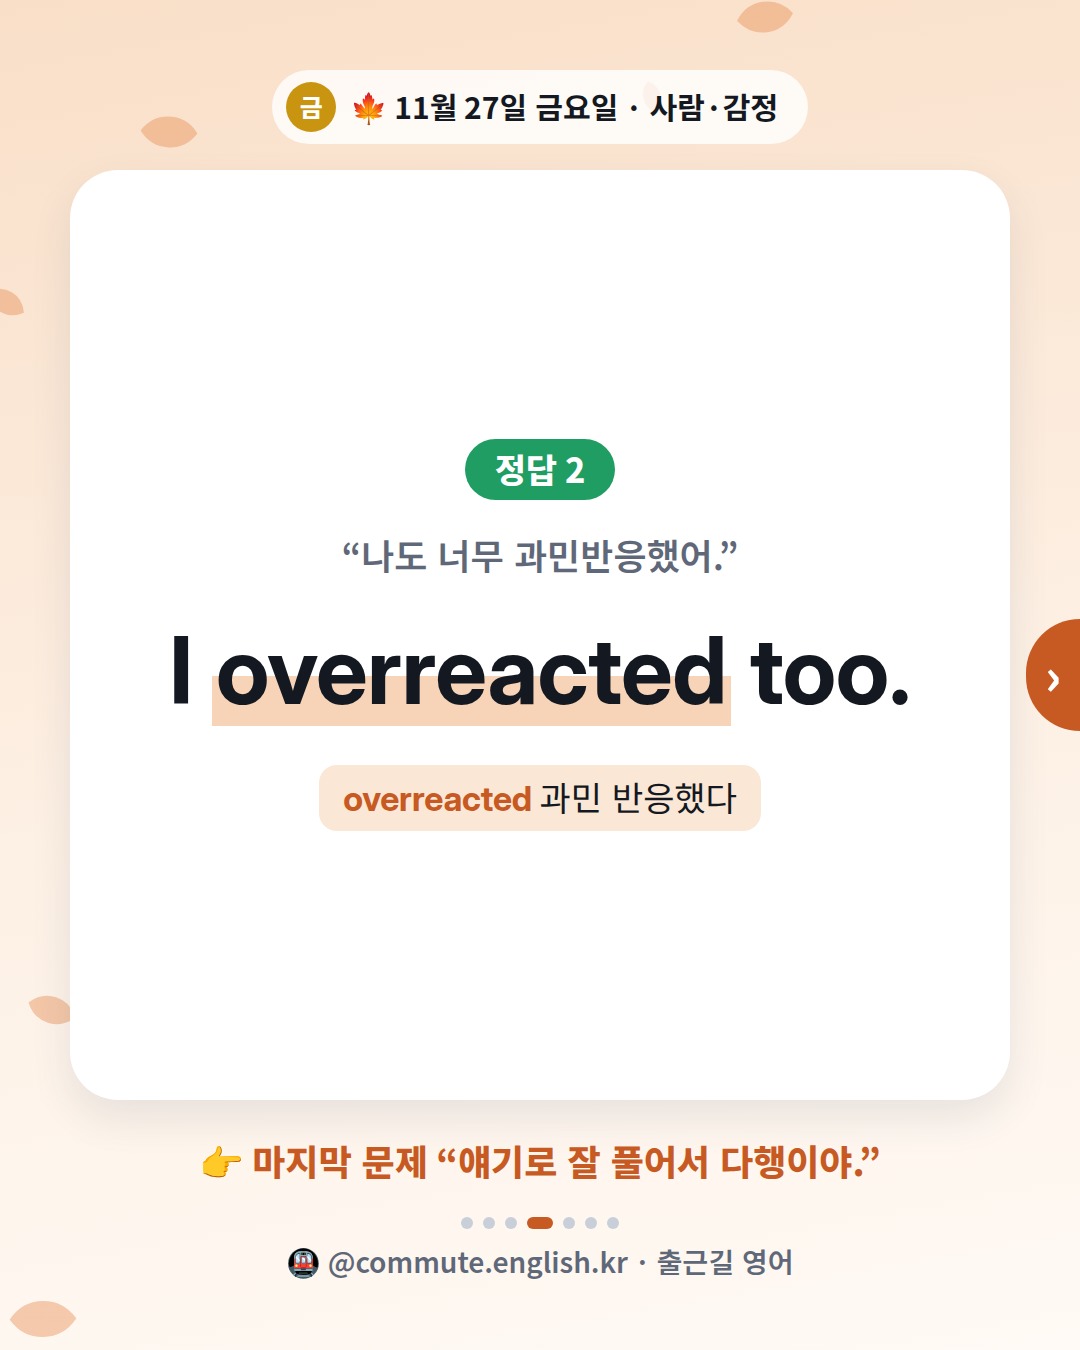 금 🍁 11월 27일 금요일 · 사람·감정
정답 2
“나도 너무 과민반응했어.”
I overreacted too.
overreacted 과민 반응했다
›
👉 마지막 문제 “얘기로 잘 풀어서 다행이야.”
🚇 @commute.english.kr · 출근길 영어